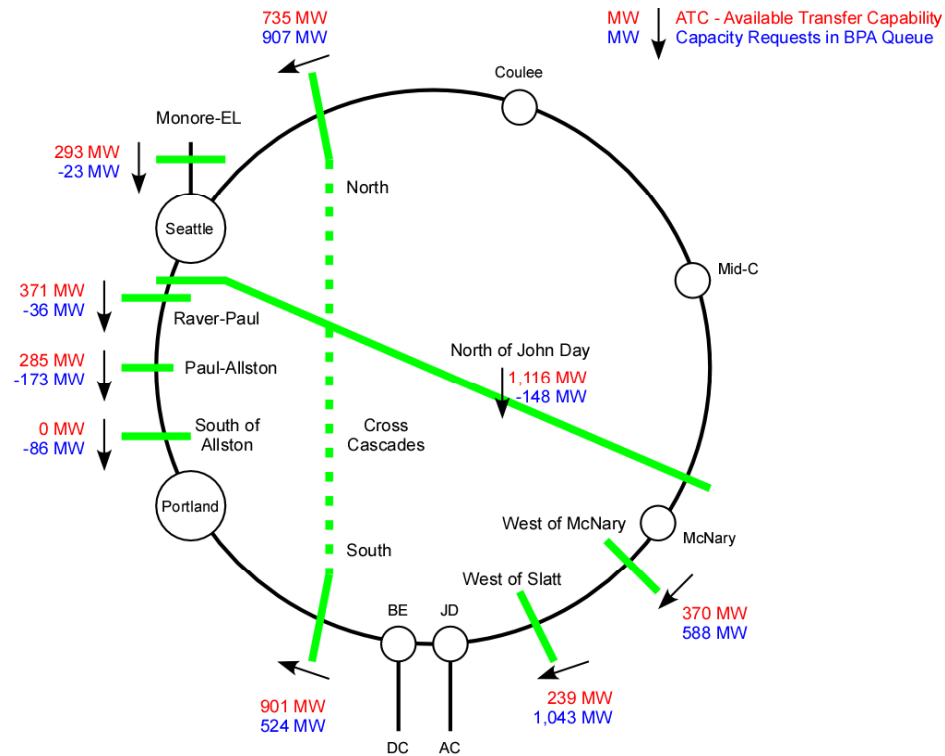 735 MW
907 MW
MW
MW
ATC - Available Transfer Capability
Capacity Requests in BPA Queue
Coulee
Monore-EL
293 MW
-23 MW
North
Seattle
Mid-C
371 MW
-36 MW
Raver-Paul
North of John Day
1,116 MW
-148 MW
285 MW
-173 MW
Paul-Allston
0 MW
-86 MW
South of
Allston
Cross
Cascades
Portland
West of McNary
McNary
South
West of Slatt
370 MW
588 MW
BE
JD
901 MW
524 MW
239 MW
1,043 MW
DC
AC